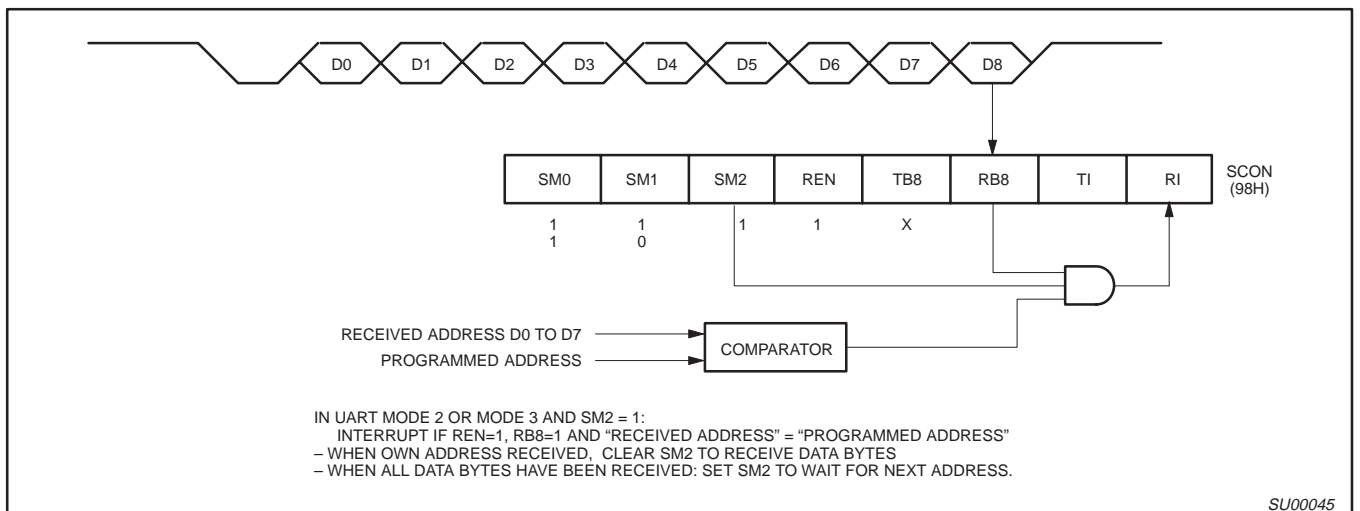 D0 D1 D2 D3 D4 D5 D6 D7 D8
SM0 SM1 SM2 REN TB8 RB8 TI RI SCON
(98H)
1 1 1 1 X
1 0
RECEIVED ADDRESS D0 TO D7
COMPARATOR
PROGRAMMED ADDRESS
IN UART MODE 2 OR MODE 3 AND SM2 = 1:
INTERRUPT IF REN=1, RB8=1 AND “RECEIVED ADDRESS” = “PROGRAMMED ADDRESS”
– WHEN OWN ADDRESS RECEIVED, CLEAR SM2 TO RECEIVE DATA BYTES
– WHEN ALL DATA BYTES HAVE BEEN RECEIVED: SET SM2 TO WAIT FOR NEXT ADDRESS.
SU00045